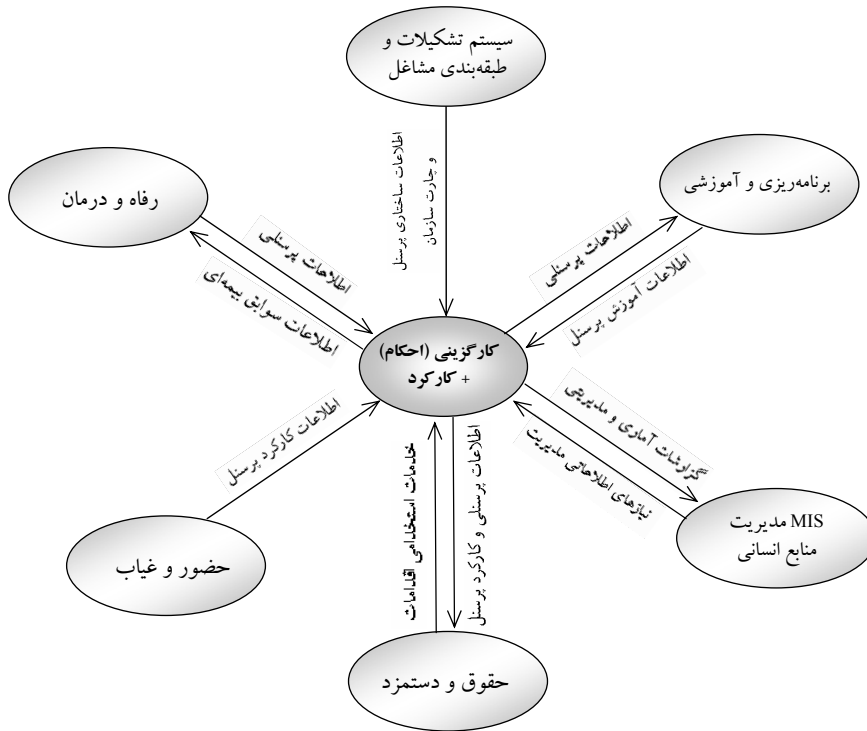 سیستم تشکیلات و
طبقه‌بندی مشاغل
اطلاعات ساختاری پرسنل
و چارت سازمان
برنامه‌ریزی و آموزشی
رفاه و درمان
اطلاعات پرسنلی
اطلاعات آموزش پرسنل
اطلاعات پرسنلی
اطلاعات سوابق بیمه‌ای
کارگزینی (احکام)
+ کارکرد
اطلاعات کارکرد پرسنل
گزارشات آماری و مدیریتی
نیازهای اطلاعاتی مدیریت
خدمات استخدامی اقدامات
اطلاعات پرسنلی و کارکرد پرسنل
MIS مدیریت
منابع انسانی
حضور و غیاب
حقوق و دستمزد